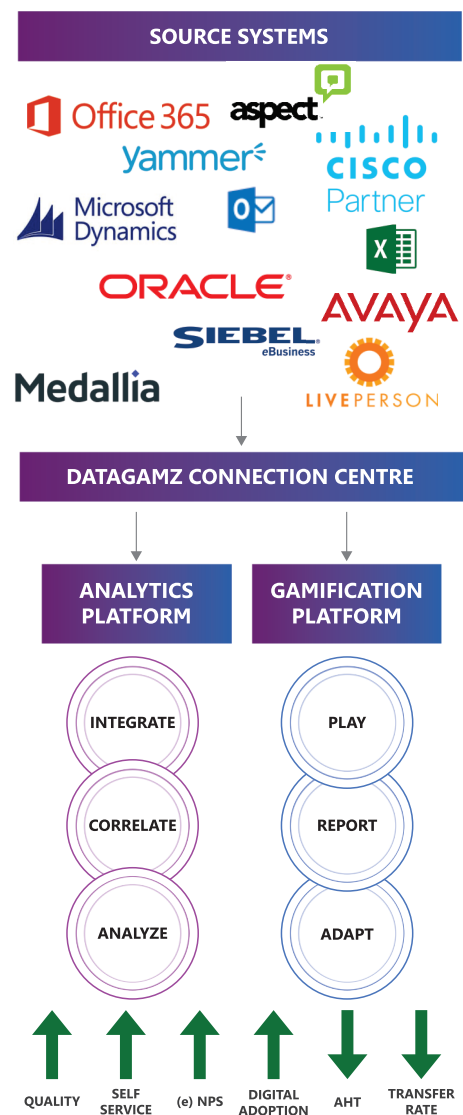 SOURCE SYSTEMS
Office 365
aspect
yammer
CISCO
Partner
Microsoft
Dynamics
O
X
ORACLE®
AVAYA
SIEBEL®
eBusiness
Medallia
LIVEPERSON
DATAGAMZ CONNECTION CENTRE
ANALYTICS
PLATFORM
GAMIFICATION
PLATFORM
INTEGRATE
PLAY
CORRELATE
REPORT
ANALYZE
ADAPT
QUALITY
SELF
SERVICE
(e) NPS
DIGITAL
ADOPTION
AHT
TRANSFER
RATE